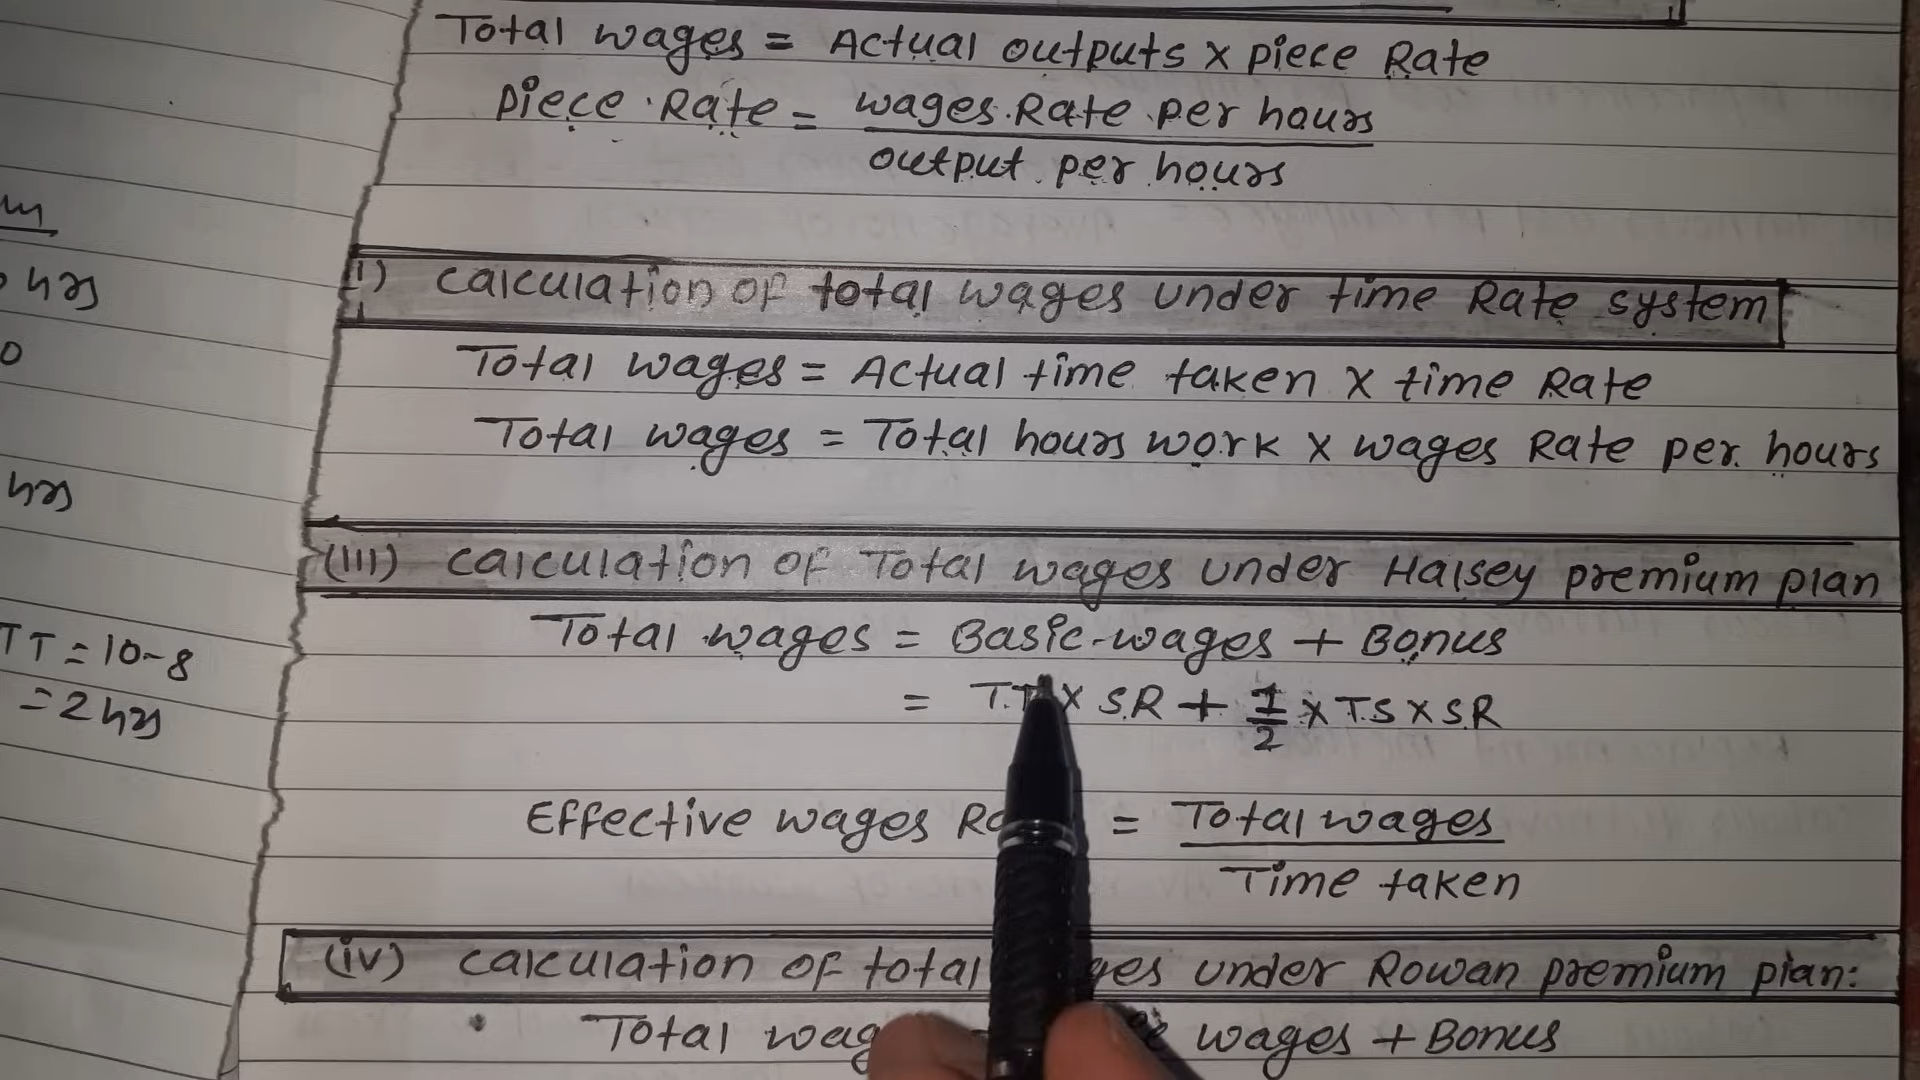 Total wages = Actual outputs x piece Rate
piece Rate = wages Rate per hours
output per hours
hrs
0
hrs
TT = 10-8
= 2 hrs
i) calculation of total wages under time Rate system
Total wages = Actual time taken x time Rate
Total wages = Total hours work x wages Rate per hours
(iii) calculation of Total wages under Halsey premium plan
Total wages = Basic wages + Bonus
= T.T x S.R + 1/2 x T.S x S.R
Effective wages = Total wages
Time taken
(iv) calculation of total under Rowan premium plan:
Total wages + Bonus